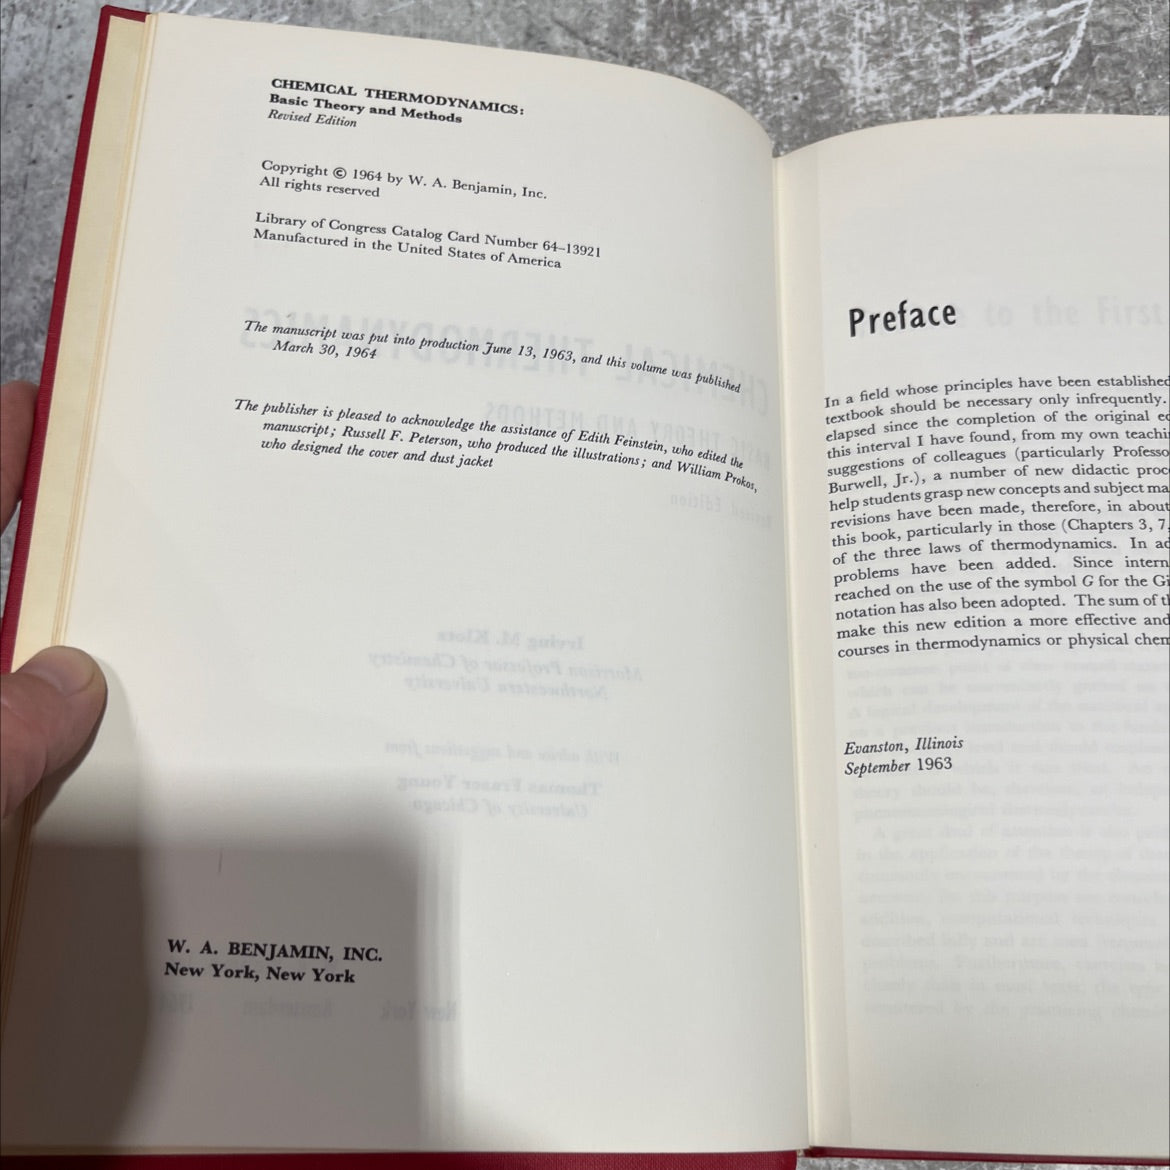 CHEMICAL THERMODYNAMICS:
Basic Theory and Methods
Revised Edition
Copyright © 1964 by W. A. Benjamin, Inc.
All rights reserved
Library of Congress Catalog Card Number 64–13921
Manufactured in the United States of America
The manuscript was put into production June 13, 1963, and this volume was published
March 30, 1964
The publisher is pleased to acknowledge the assistance of Edith Feinstein, who edited the
manuscript; Russell F. Peterson, who produced the illustrations; and William Prokos,
who designed the cover and dust jacket
W. A. BENJAMIN, INC.
New York, New York
Preface
In a field whose principles have been established
textbook should be necessary only infrequently.
elapsed since the completion of the original
this interval I have found, from my own
suggestions of colleagues (particularly
Burwell, Jr.), a number of new didactic
help students grasp new concepts and subject
revisions have been made, therefore, in about
this book, particularly in those (Chapters 3, 7,
of the three laws of thermodynamics. In
problems have been added. Since
reached on the use of the symbol G for the
notation has also been adopted. The sum of
make this new edition a more effective and
courses in thermodynamics or physical
Evanston, Illinois
September 1963